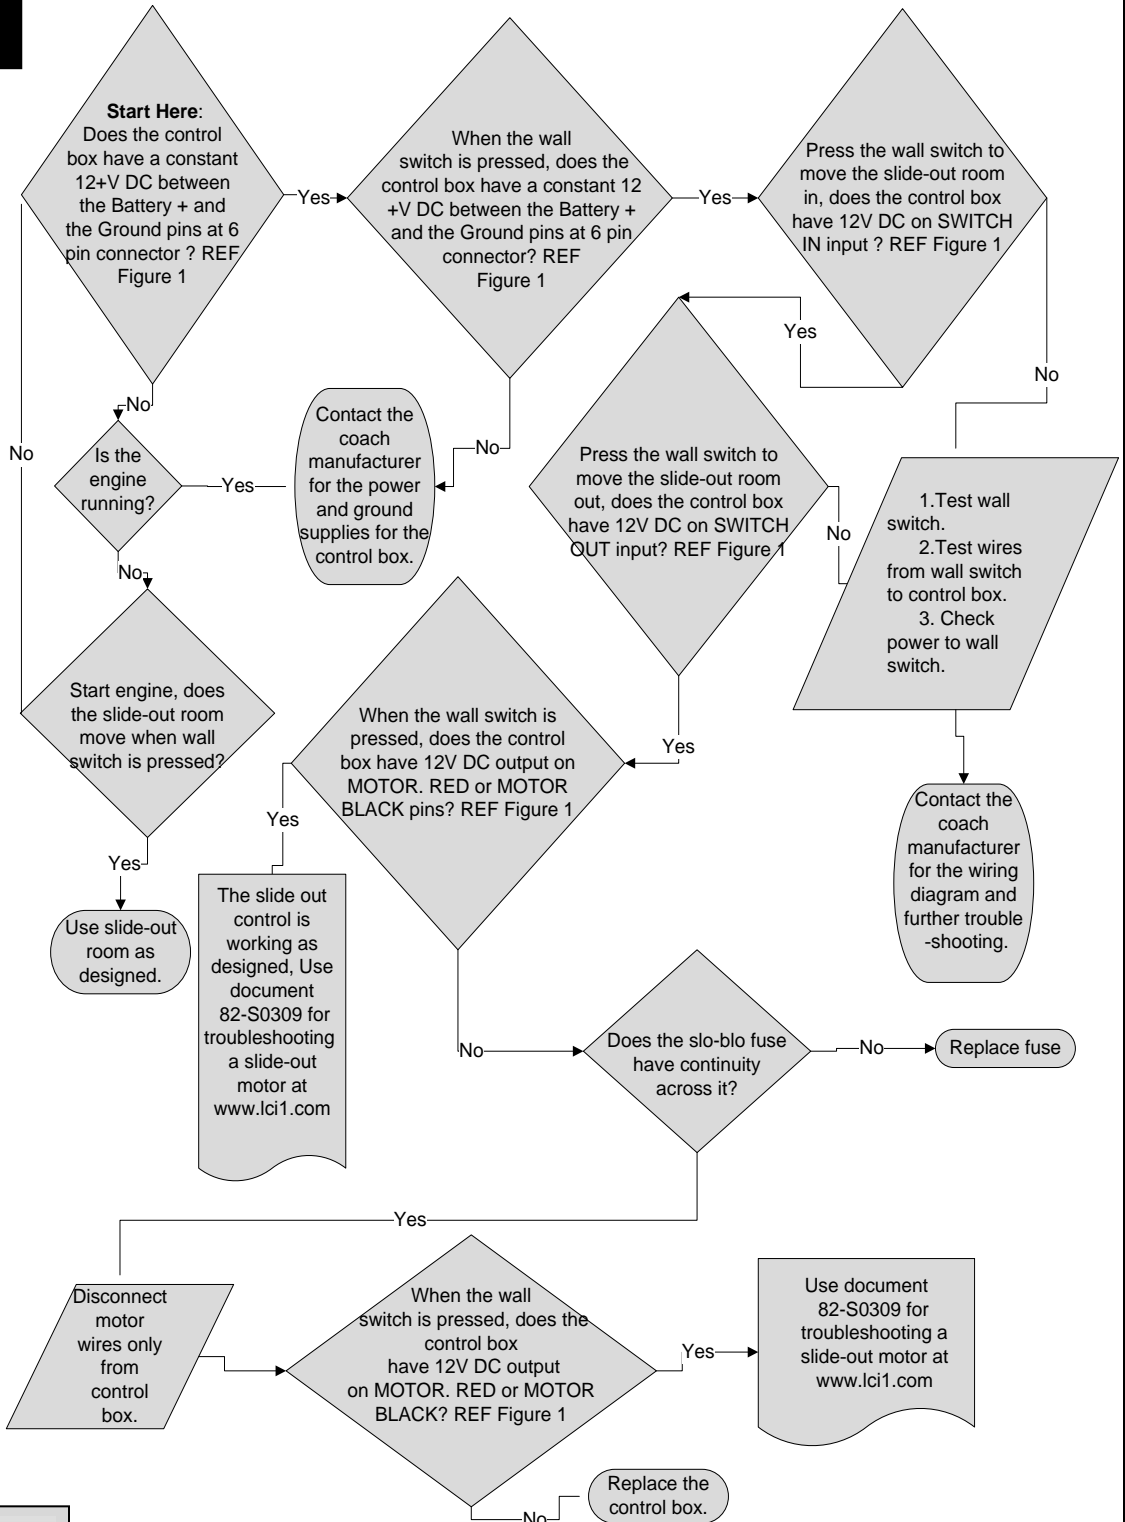 Start Here:
Does the control
box have a constant
12+V DC between
the Battery + and
the Ground pins at 6
pin connector ? REF
Figure 1
Yes
When the wall
switch is pressed, does the
control box have a constant 12
+V DC between the Battery +
and the Ground pins at 6 pin
connector? REF
Figure 1
Yes
Press the wall switch to
move the slide-out room
in, does the control box
have 12V DC on SWITCH
IN input ? REF Figure 1
Yes
No
No
No
Is the
engine
running?
Yes
Contact the
coach
manufacturer
for the power
and ground
supplies for the
control box.
No
Press the wall switch to
move the slide-out room
out, does the control box
have 12V DC on SWITCH
OUT input? REF Figure 1
No
1.Test wall
switch.
2.Test wires
from wall switch
to control box.
3. Check
power to wall
switch.
No
Start engine, does
the slide-out room
move when wall
switch is pressed?
When the wall switch is
pressed, does the control
box have 12V DC output on
MOTOR. RED or MOTOR
BLACK pins? REF Figure 1
Yes
Yes
Contact the
coach
manufacturer
for the wiring
diagram and
further trouble
-shooting.
Yes
Use slide-out
room as
designed.
The slide out
control is
working as
designed, Use
document
82-S0309 for
troubleshooting
a slide-out
motor at
www.lci1.com
No
Does the slo-blo fuse
have continuity
across it?
No
Replace fuse
Yes
Disconnect
motor
wires only
from
control
box.
When the wall
switch is pressed, does the
control box
have 12V DC output
on MOTOR. RED or MOTOR
BLACK? REF Figure 1
Yes
Use document
82-S0309 for
troubleshooting a
slide-out motor at
www.lci1.com
No
Replace the
control box.